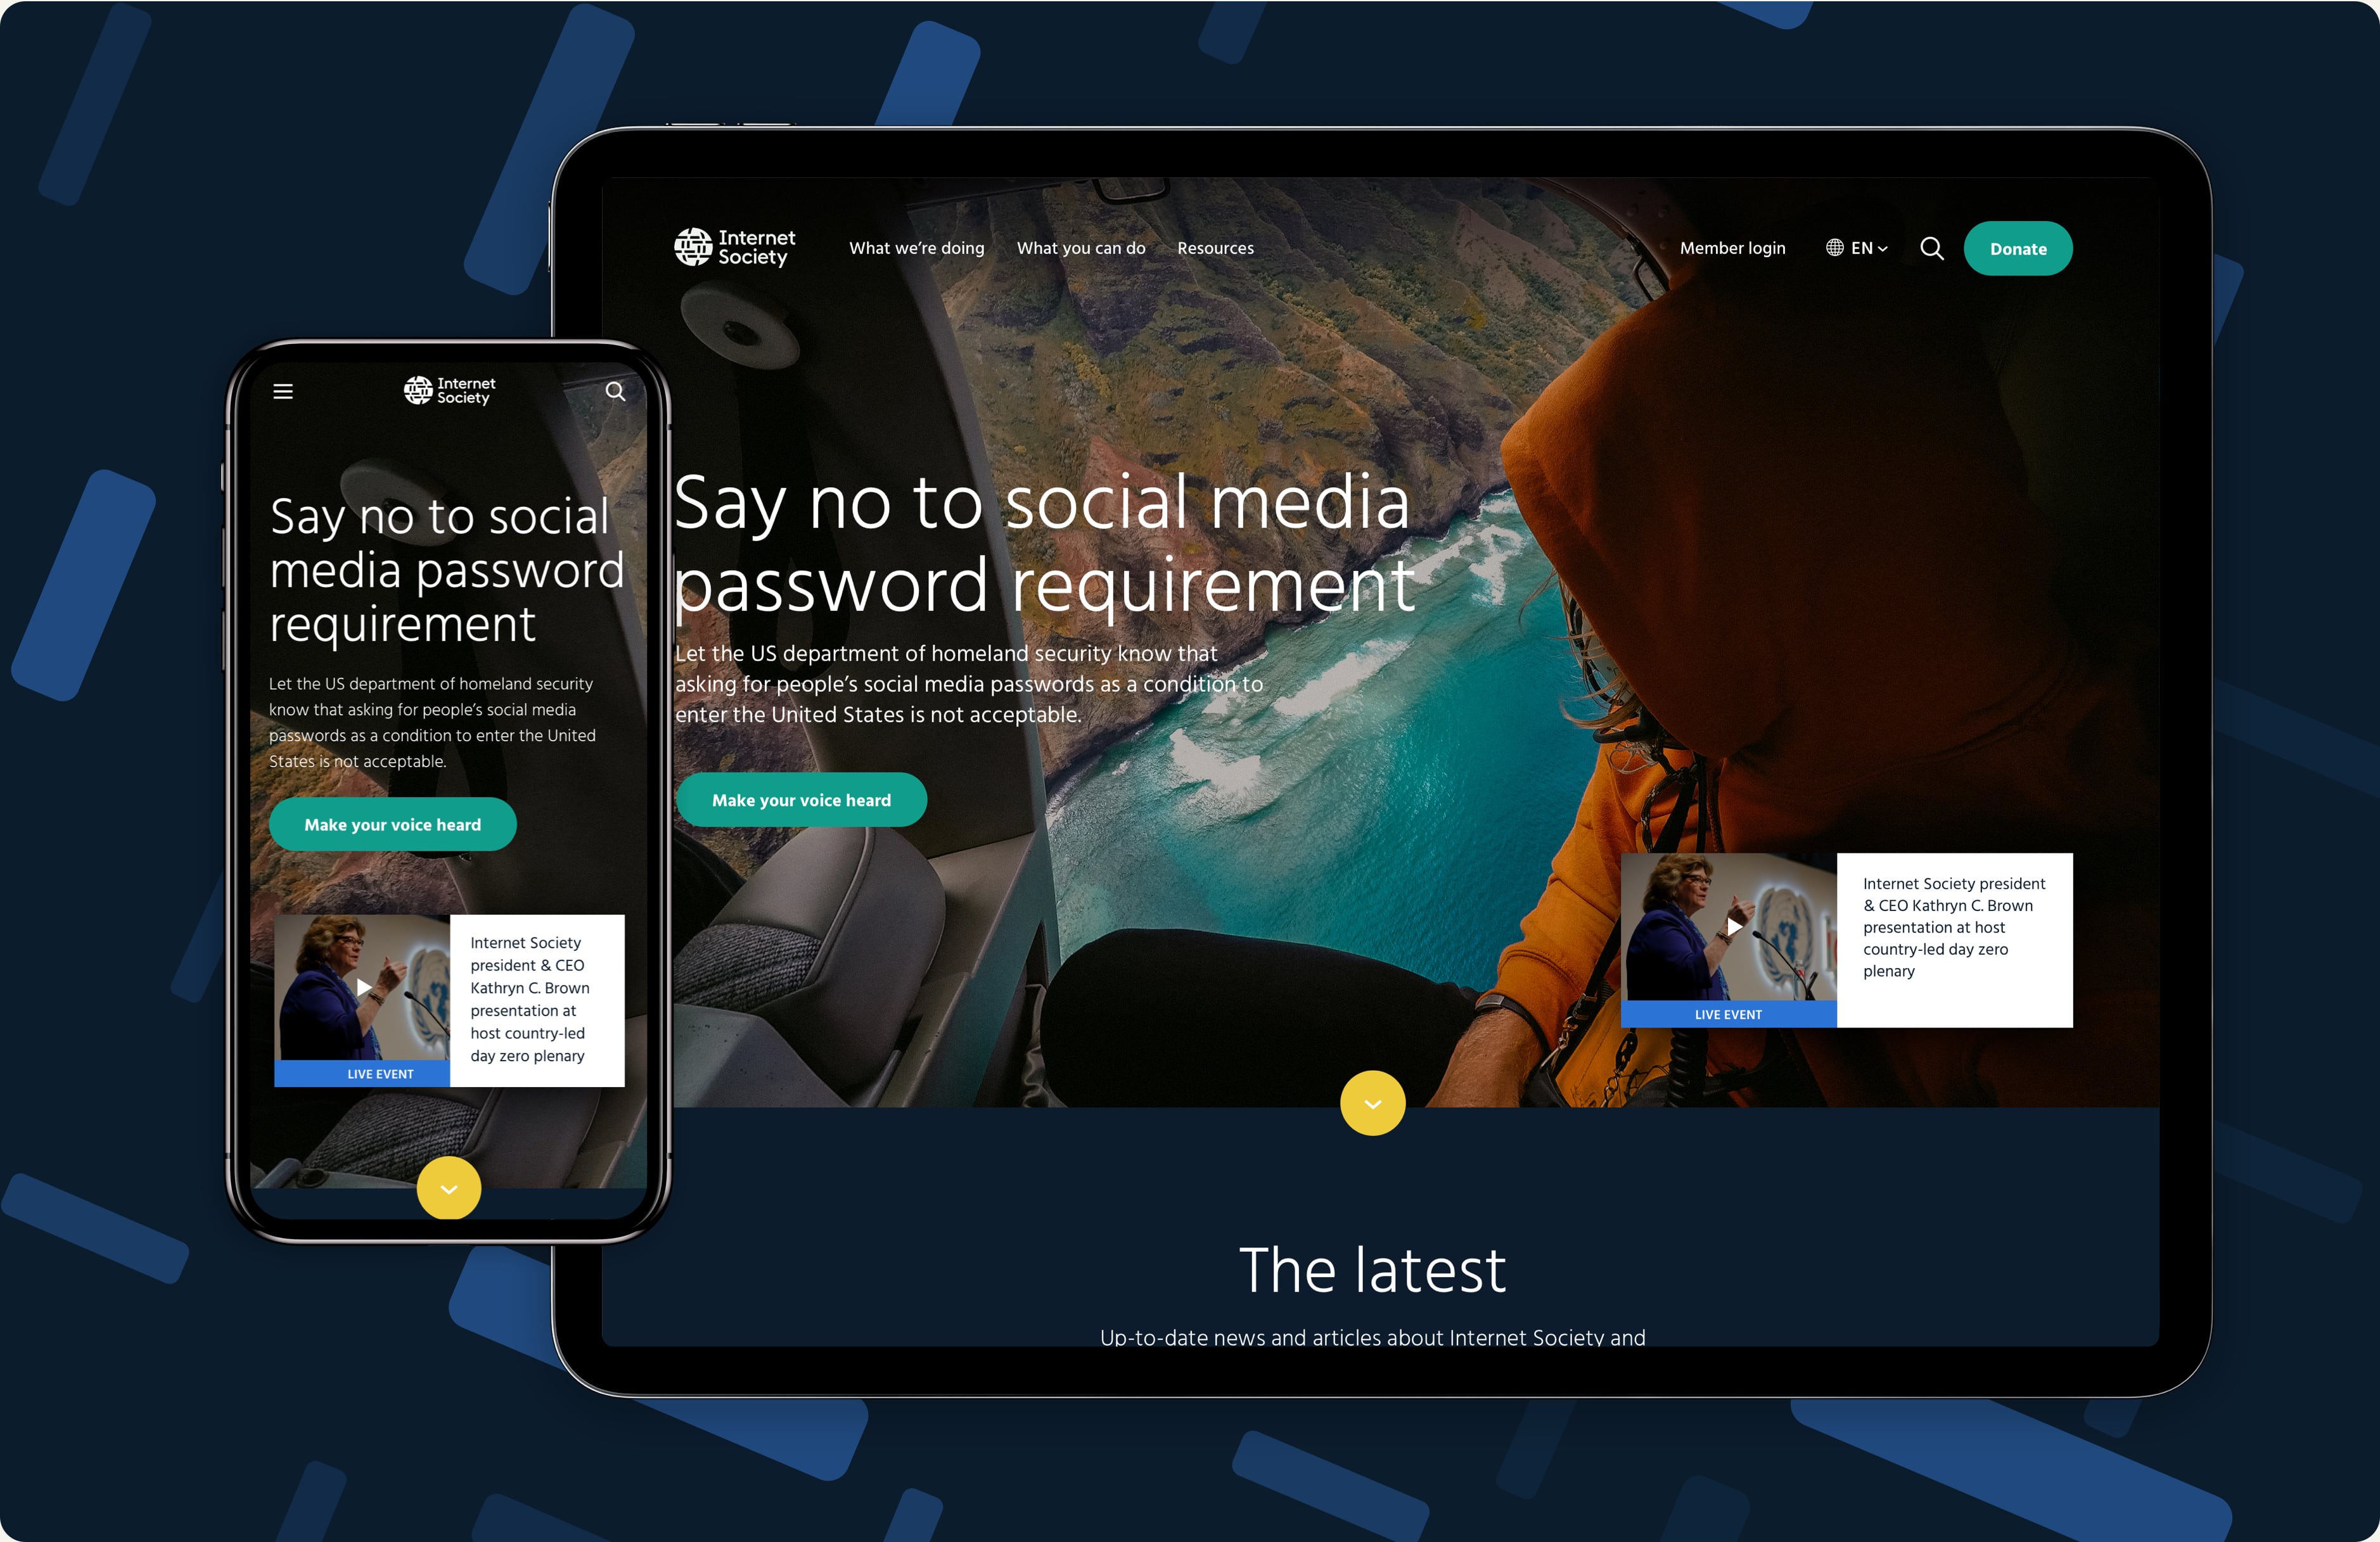 Internet
Society
What we’re doing
What you can do
Resources
Member login
EN
Donate
Say no to social media
password requirement
Let the US department of homeland security know that
asking for people’s social media passwords as a condition to
enter the United States is not acceptable.
Make your voice heard
LIVE EVENT
Internet Society president
& CEO Kathryn C. Brown
presentation at host
country-led day zero
plenary
The latest
Up-to-date news and articles about Internet Society and
Internet
Society
Say no to social
media password
requirement
Let the US department of homeland security
know that asking for people’s social media
passwords as a condition to enter the United
States is not acceptable.
Make your voice heard
LIVE EVENT
Internet Society
president & CEO
Kathryn C. Brown
presentation at
host country-led
day zero plenary